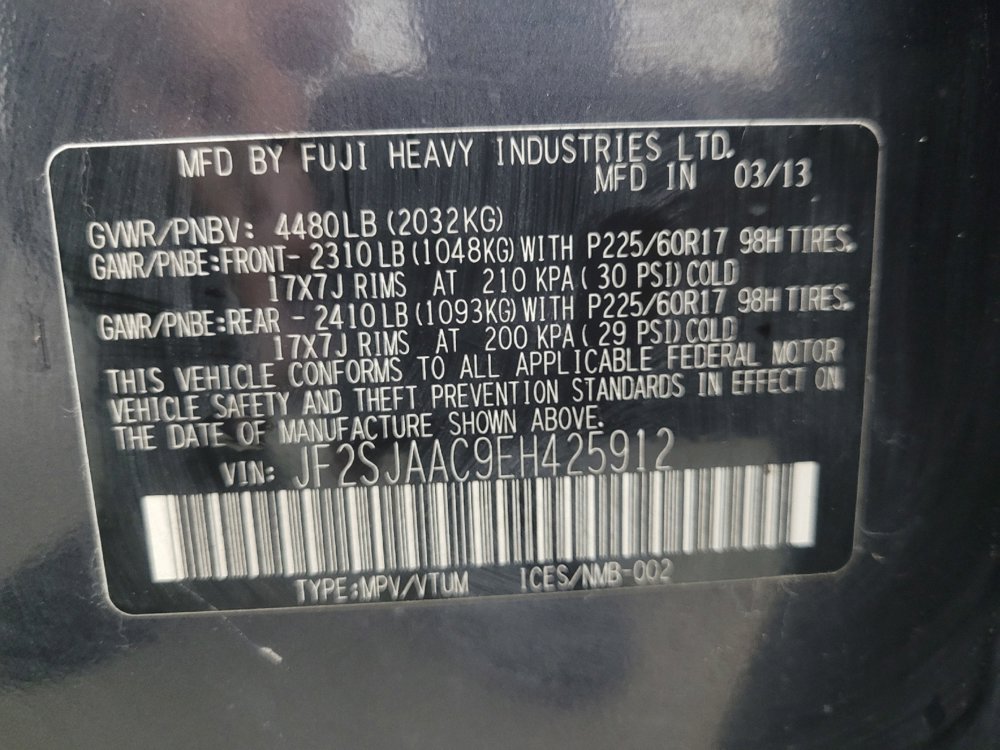 MFD BY FUJI HEAVY INDUSTRIES LTD.
MFD IN 03/13
GVWR/PNBV: 4480LB (2032KG)
GAWR/PNBE:FRONT- 2310LB (1048KG)WITH P225/60R17 98H TIRES,
17X7J RIMS AT 210 KPA( 30 PSI)COLD
GAWR/PNBE:REAR - 2410LB (1093KG)WITH P225/60R17 98H TIRES,
17X7J RIMS AT 200 KPA( 29 PSI)COLD
THIS VEHICLE CONFORMS TO ALL APPLICABLE FEDERAL MOTOR
VEHICLE SAFETY AND THEFT PREVENTION STANDARDS IN EFFECT ON
THE DATE OF MANUFACTURE SHOWN ABOVE.
VIN: JF2SJAAC9EH425912
TYPE:MPV/VTUM ICES/NMB-002